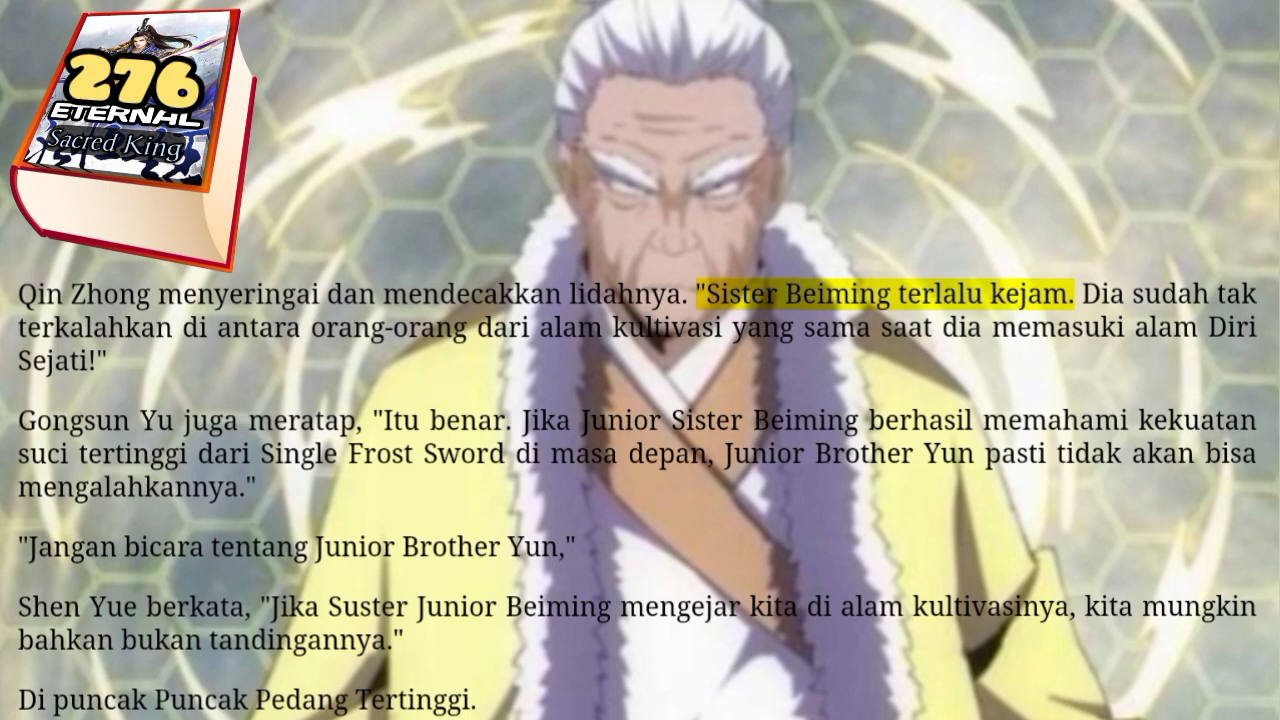 276
ETERNAL
Sacred King
Qin Zhong menyeringai dan mendecakkan lidahnya. "Sister Beiming terlalu kejam. Dia sudah tak
terkalahkan di antara orang-orang dari alam kultivasi yang sama saat dia memasuki alam Diri
Sejati!"
Gongsun Yu juga meratap, "Itu benar. Jika Junior Sister Beiming berhasil memahami kekuatan
suci tertinggi dari Single Frost Sword di masa depan, Junior Brother Yun pasti tidak akan bisa
mengalahkannya."
"Jangan bicara tentang Junior Brother Yun,"
Shen Yue berkata, "Jika Suster Junior Beiming mengejar kita di alam kultivasinya, kita mungkin
bahkan bukan tandingannya."
Di puncak Puncak Pedang Tertinggi.